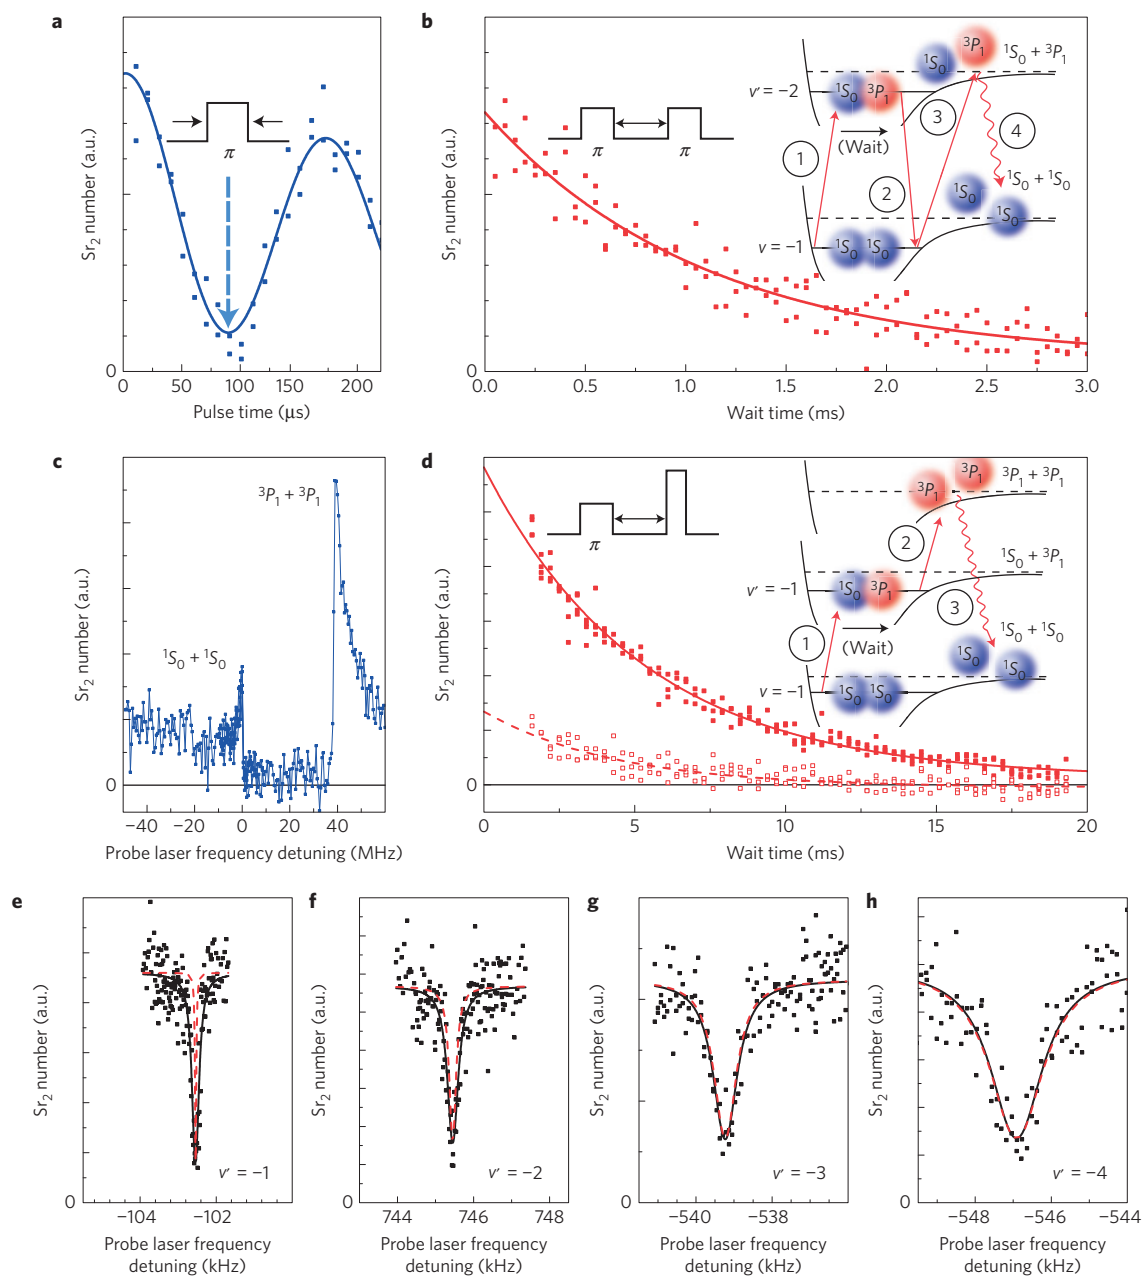 a
Sr₂ number (a.u.)
π
0
0
50
100
150
200
Pulse time (μs)
b
Sr₂ number (a.u.)
π
π
0
0.0
0.5
1.0
1.5
2.0
2.5
3.0
Wait time (ms)
³P₁
¹S₀
¹S₀ + ³P₁
v′ = −2
¹S₀
³P₁
3
4
(Wait)
1
2
¹S₀ + ¹S₀
¹S₀
¹S₀
v = −1
¹S₀
¹S₀
c
Sr₂ number (a.u.)
³P₁ + ³P₁
¹S₀ + ¹S₀
0
−40
−20
0
20
40
Probe laser frequency detuning (MHz)
d
Sr₂ number (a.u.)
π
0
0
5
10
15
20
Wait time (ms)
³P₁
³P₁
³P₁ + ³P₁
2
¹S₀ + ³P₁
v′ = −1
¹S₀
³P₁
3
1
(Wait)
¹S₀ + ¹S₀
¹S₀
¹S₀
v = −1
¹S₀
¹S₀
e
Sr₂ number (a.u.)
v′ = −1
0
−104
−102
Probe laser frequency
detuning (kHz)
f
Sr₂ number (a.u.)
v′ = −2
0
744
746
748
Probe laser frequency
detuning (kHz)
g
Sr₂ number (a.u.)
v′ = −3
0
−540
−538
Probe laser frequency
detuning (kHz)
h
Sr₂ number (a.u.)
v′ = −4
0
−548
−546
−544
Probe laser frequency
detuning (kHz)